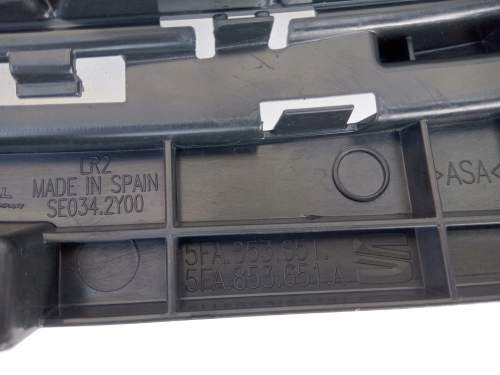 LR2
MADE IN SPAIN
SE034.2Y00
>ASA<
5FA.853.651.
5FA.853.651.A